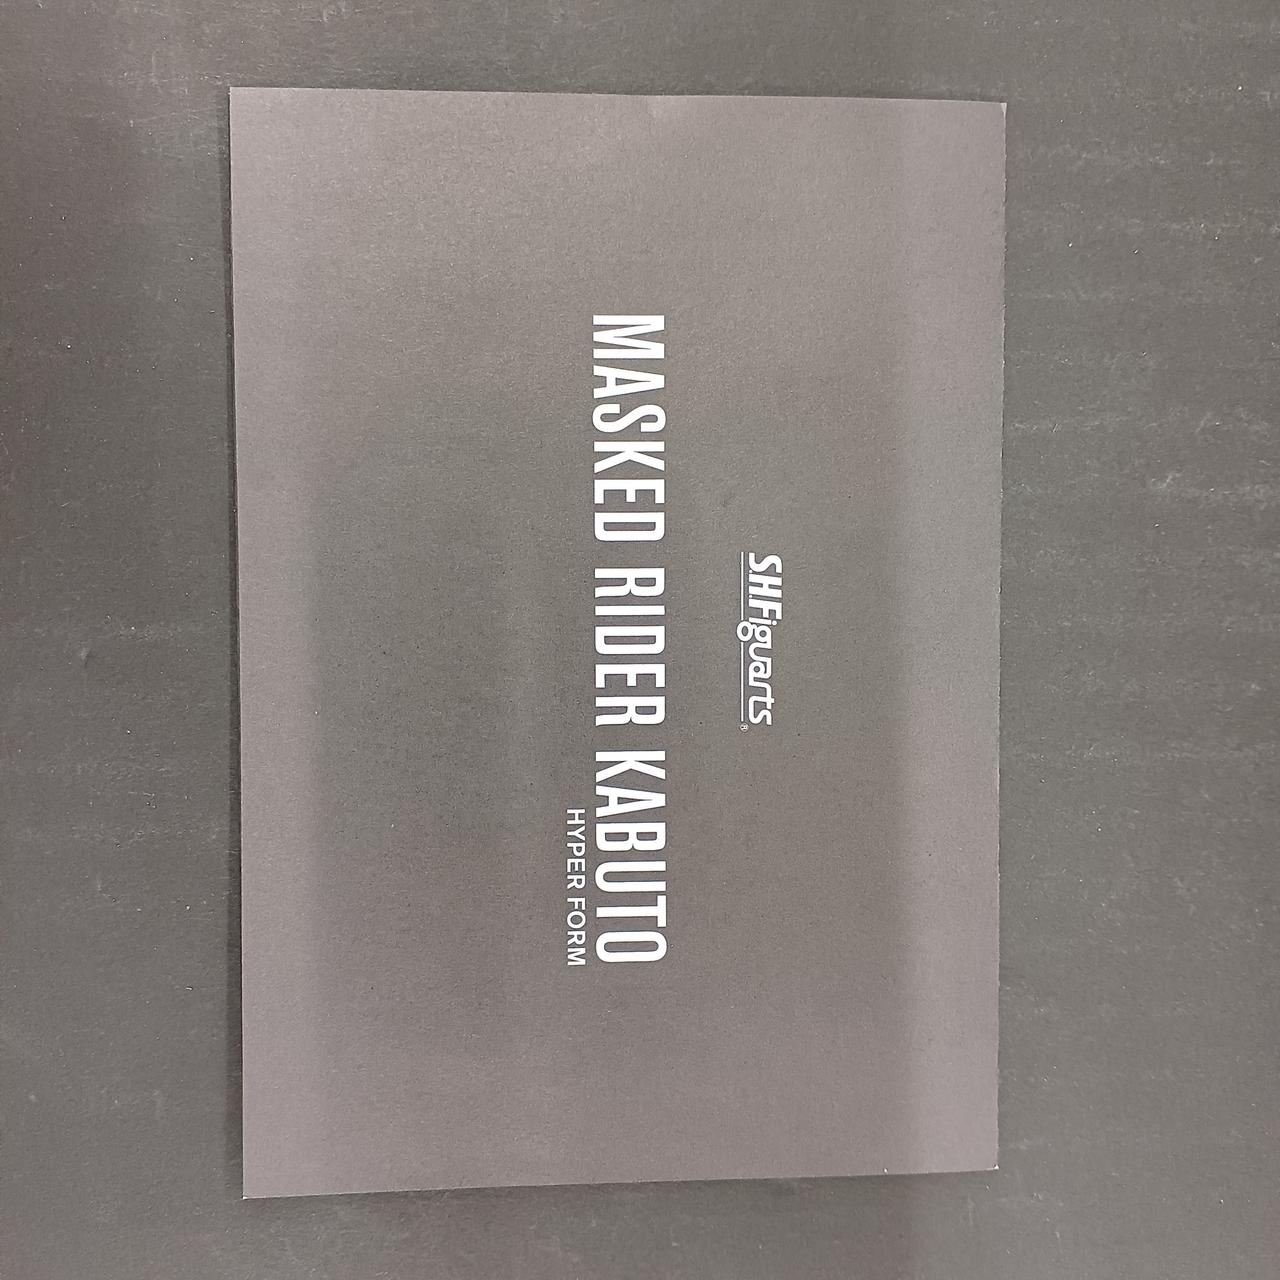 S.H.Figuarts®
MASKED RIDER KABUTO
HYPER FORM